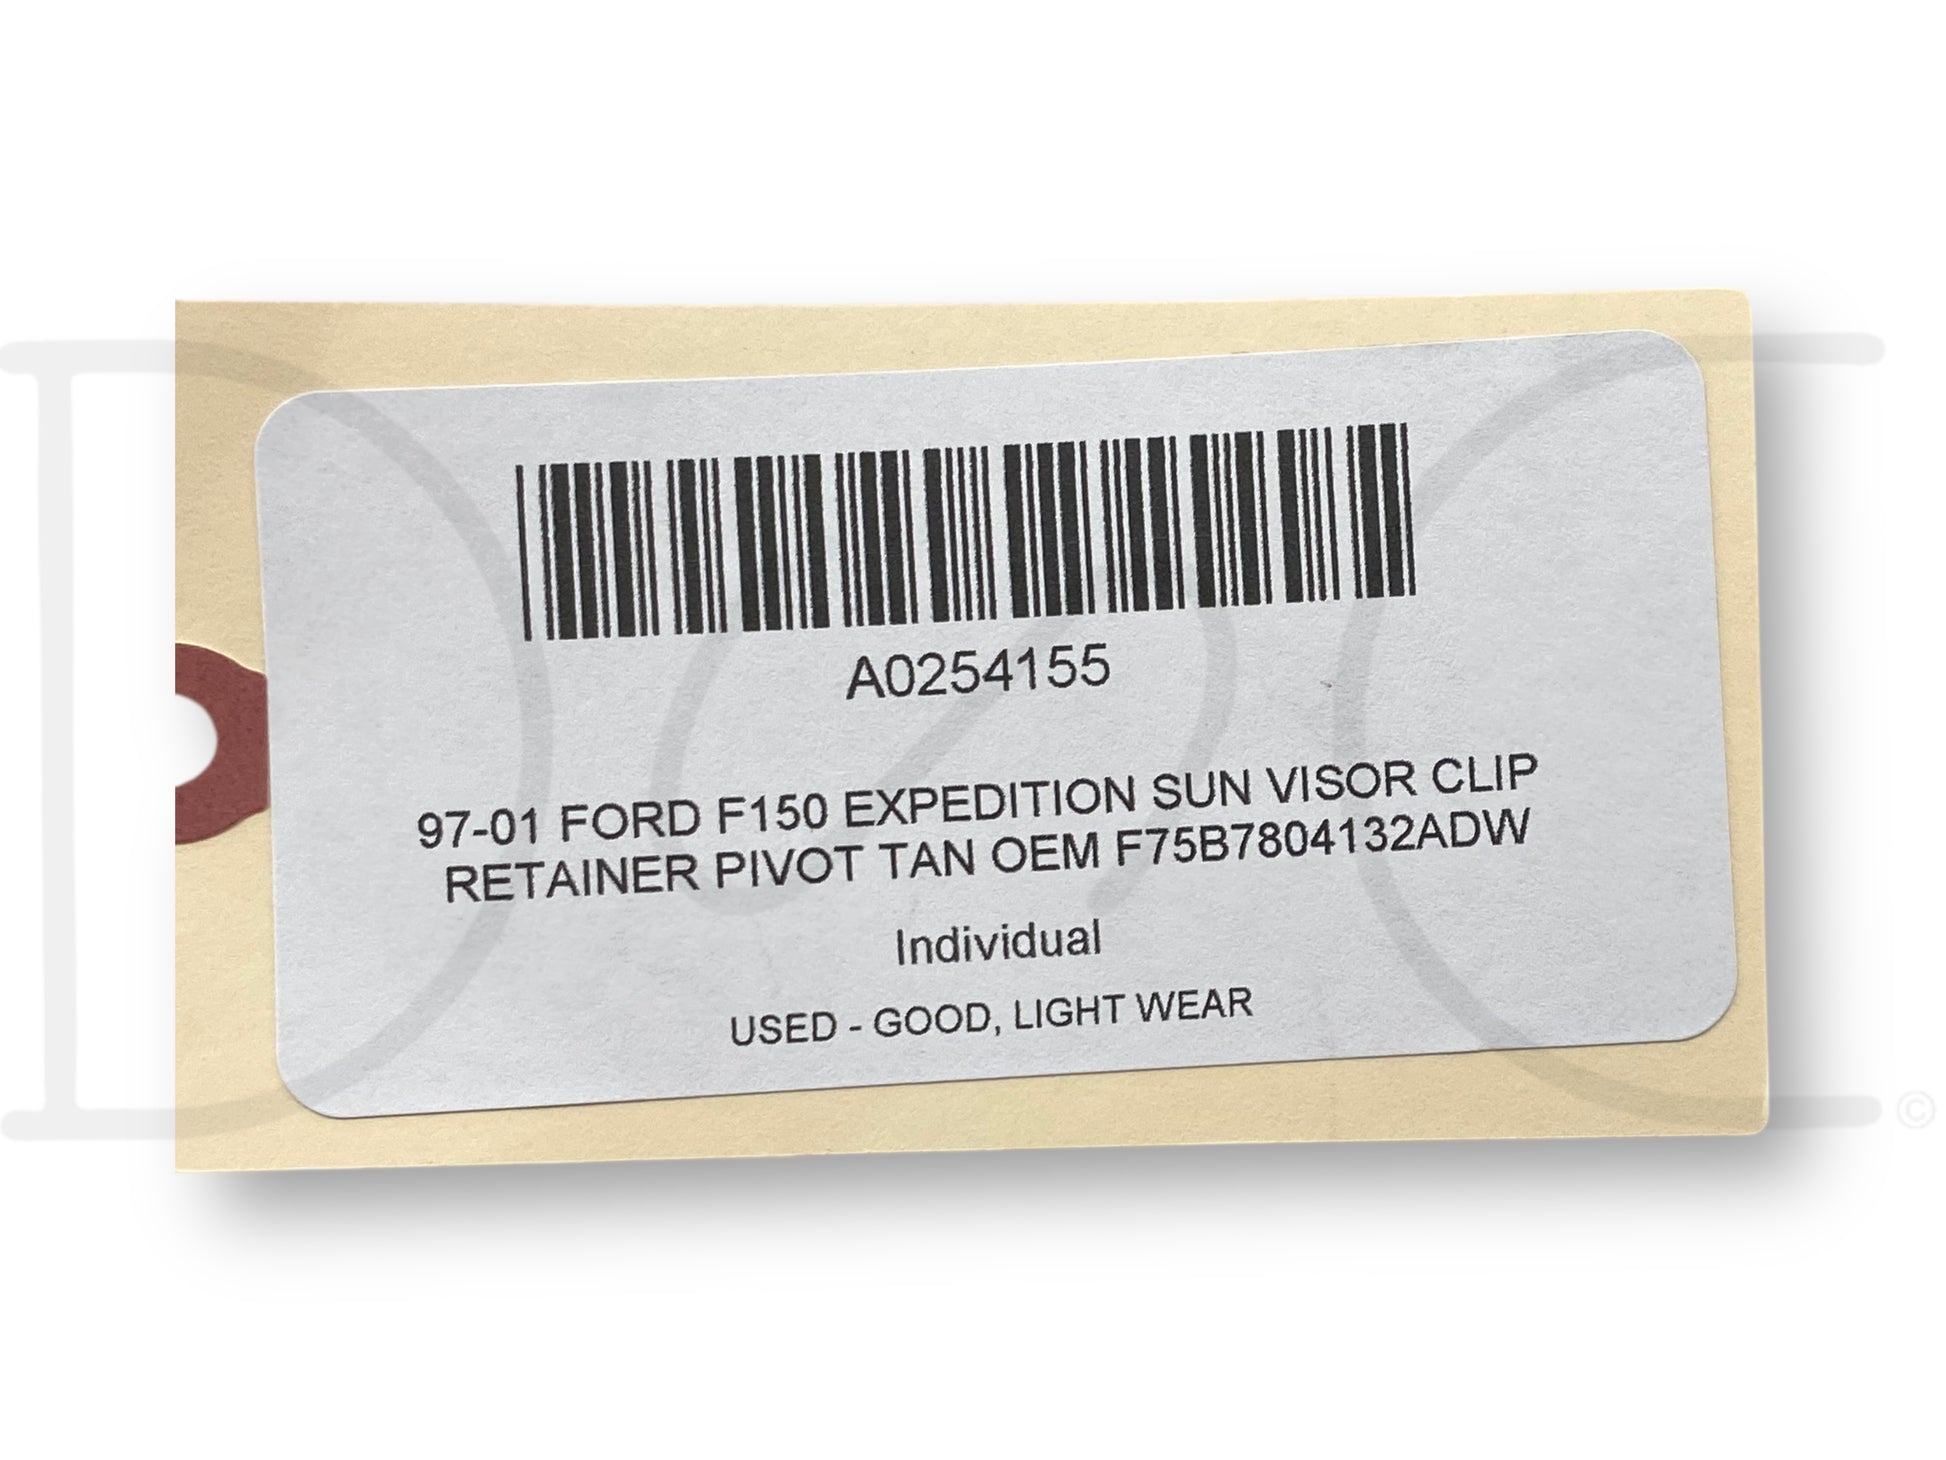 A0254155
97-01 FORD F150 EXPEDITION SUN VISOR CLIP
RETAINER PIVOT TAN OEM F75B7804132ADW
Individual
USED - GOOD, LIGHT WEAR
©